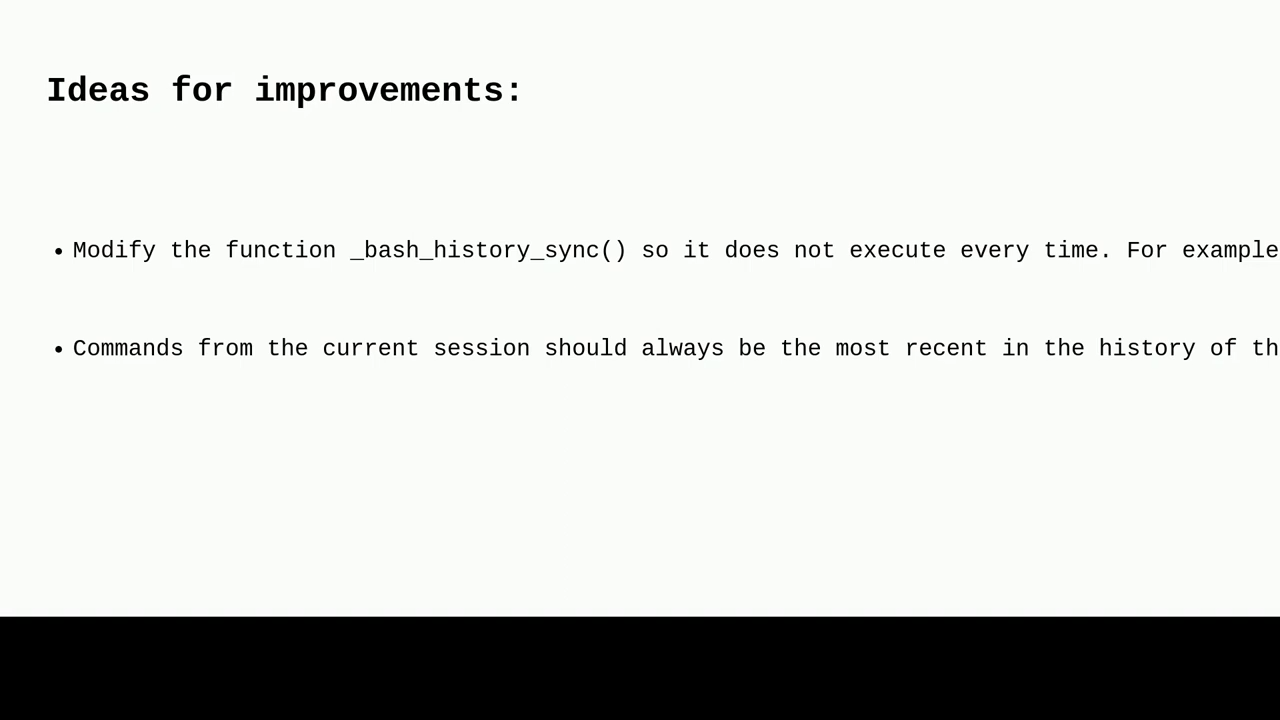 Ideas for improvements:
• Modify the function _bash_history_sync() so it does not execute every time. For example
• Commands from the current session should always be the most recent in the history of th